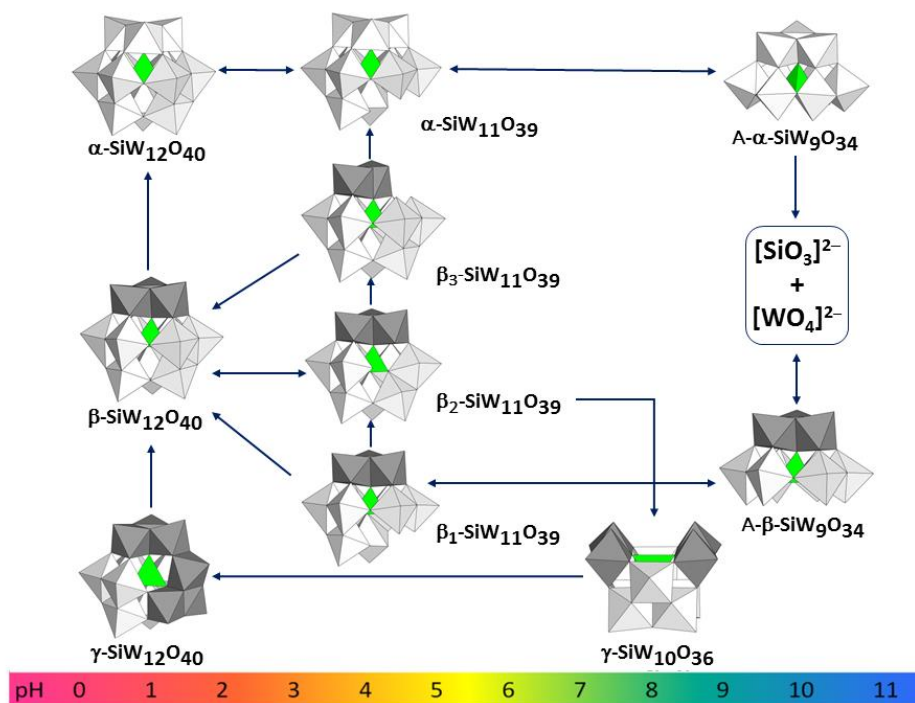 α-SiW₁₂O₄₀
α-SiW₁₁O₃₉
A-α-SiW₉O₃₄
β₃-SiW₁₁O₃₉
[SiO₃]²⁻
+
[WO₄]²⁻
β-SiW₁₂O₄₀
β₂-SiW₁₁O₃₉
A-β-SiW₉O₃₄
β₁-SiW₁₁O₃₉
γ-SiW₁₂O₄₀
γ-SiW₁₀O₃₆
pH 0 1 2 3 4 5 6 7 8 9 10 11